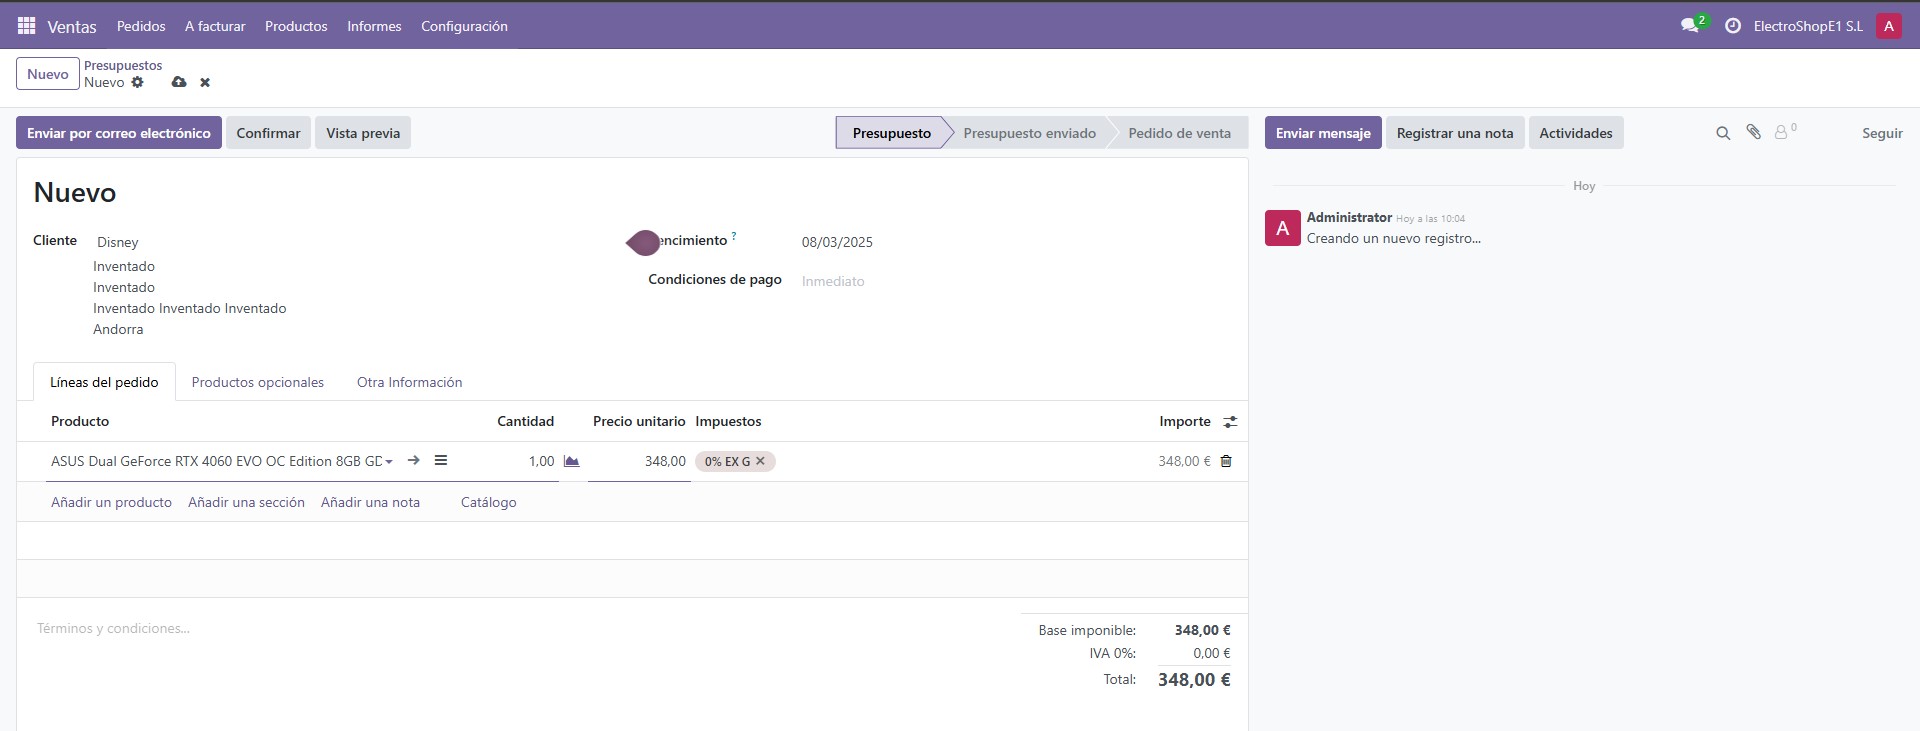 Ventas Pedidos A facturar Productos Informes Configuración 2 ElectroShopE1 S.L A
Nuevo Presupuestos
Nuevo
Enviar por correo electrónico Confirmar Vista previa Presupuesto Presupuesto enviado Pedido de venta Enviar mensaje Registrar una nota Actividades 0 Seguir
Nuevo
Hoy
A Administrator Hoy a las 10:04
Creando un nuevo registro...
Cliente Disney encimiento ? 08/03/2025
Inventado
Condiciones de pago Inmediato
Inventado
Inventado Inventado Inventado
Andorra
Líneas del pedido Productos opcionales Otra Información
Producto Cantidad Precio unitario Impuestos Importe
ASUS Dual GeForce RTX 4060 EVO OC Edition 8GB GD 1,00 348,00 0% EX G 348,00 €
Añadir un producto Añadir una sección Añadir una nota Catálogo
Términos y condiciones...
Base imponible: 348,00 €
IVA 0%: 0,00 €
Total: 348,00 €